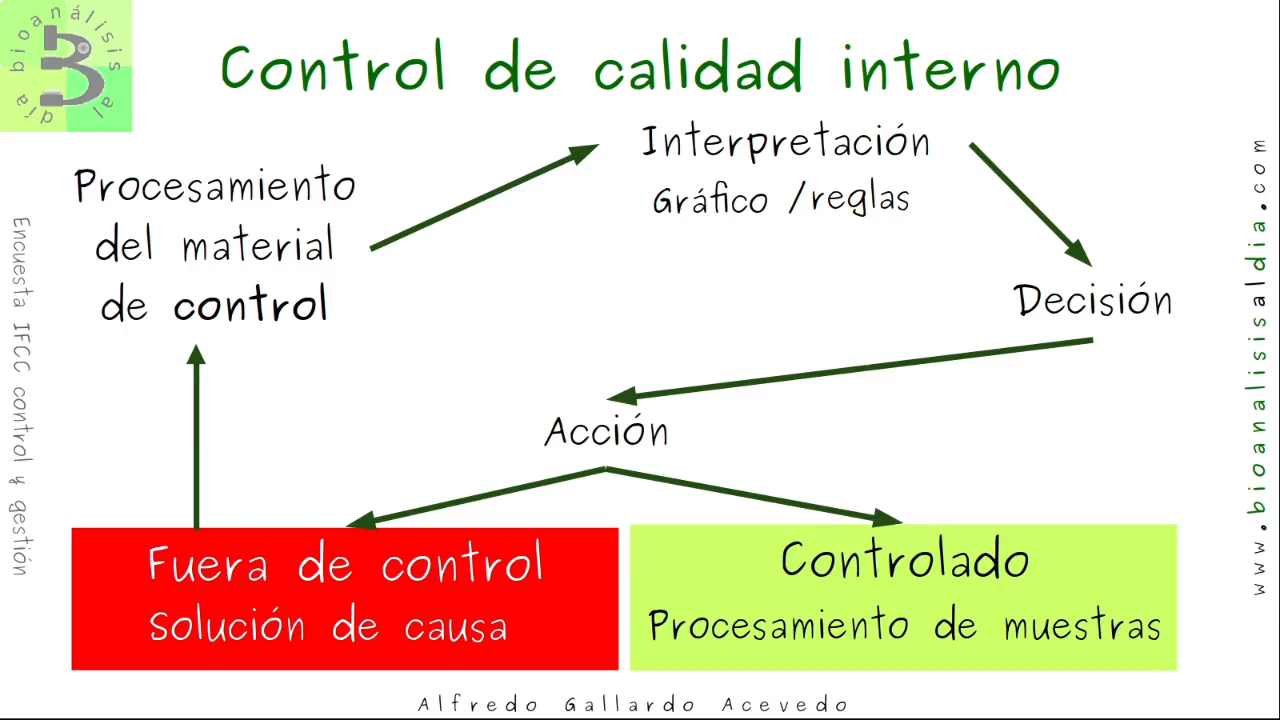 bioanálisis al día
Control de calidad interno
Procesamiento
del material
de control
Interpretación
Gráfico /reglas
Decisión
Acción
Fuera de control
Solución de causa
Controlado
Procesamiento de muestras
Encuesta IFCC control y gestión
www.bioanalisisaldia.com
Alfredo Gallardo Acevedo